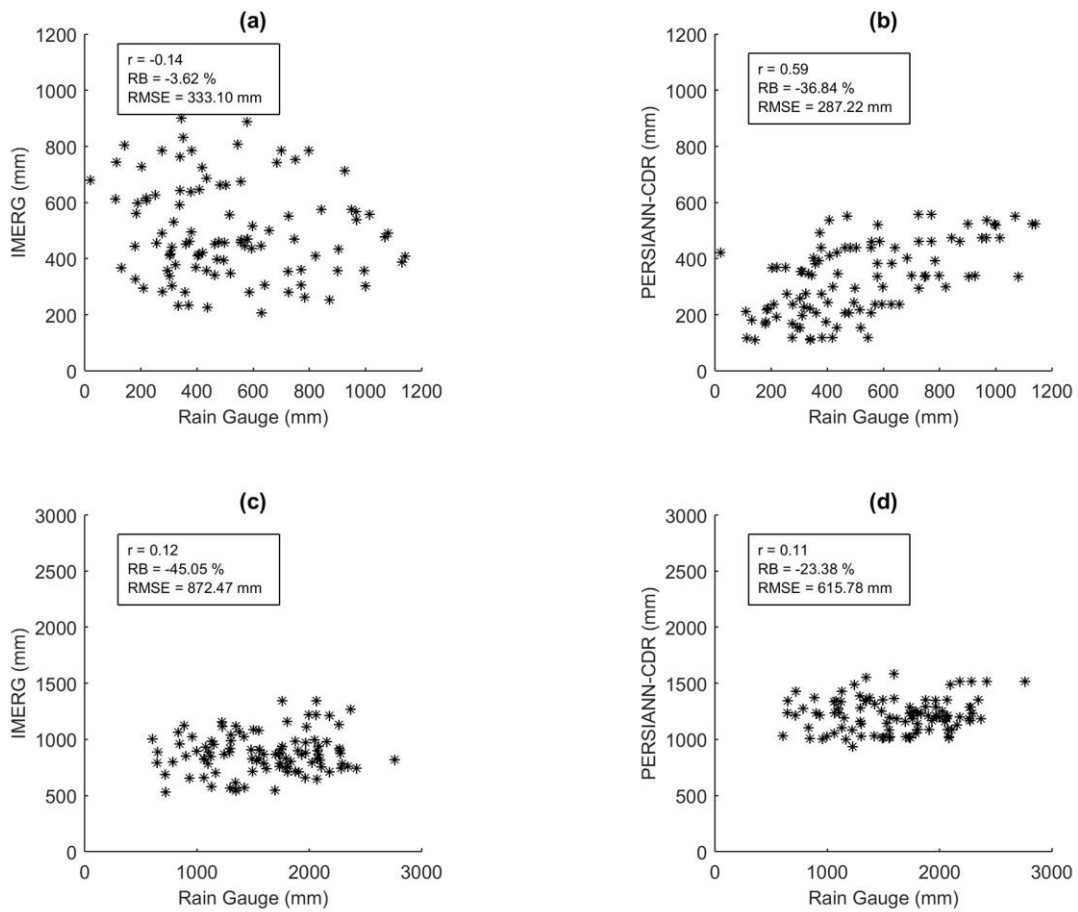 (a)
1200
1000
800
600
400
200
0
IMERG (mm)
r = -0.14
RB = -3.62 %
RMSE = 333.10 mm
0 200 400 600 800 1000 1200
Rain Gauge (mm)
(b)
1200
1000
800
600
400
200
0
PERSIANN-CDR (mm)
r = 0.59
RB = -36.84 %
RMSE = 287.22 mm
0 200 400 600 800 1000 1200
Rain Gauge (mm)
(c)
3000
2500
2000
1500
1000
500
0
IMERG (mm)
r = 0.12
RB = -45.05 %
RMSE = 872.47 mm
0 1000 2000 3000
Rain Gauge (mm)
(d)
3000
2500
2000
1500
1000
500
0
PERSIANN-CDR (mm)
r = 0.11
RB = -23.38 %
RMSE = 615.78 mm
0 1000 2000 3000
Rain Gauge (mm)